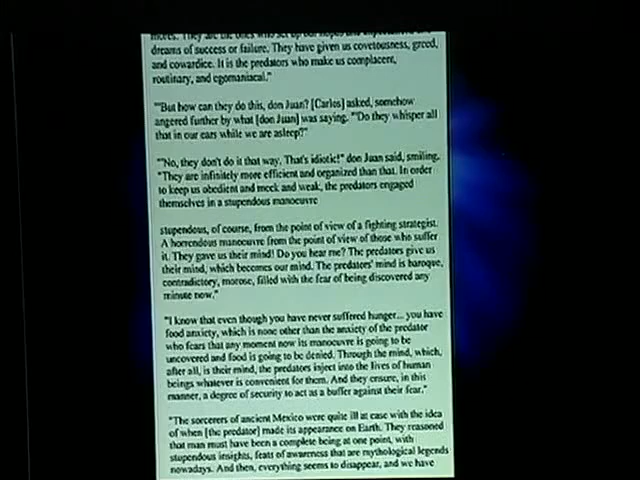 mores. They are the ones who set up our hopes and expectations and
dreams of success or failure. They have given us covetousness, greed,
and cowardice. It is the predators who make us complacent,
routinary, and egomaniacal."
"'But how can they do this, don Juan? [Carlos] asked, somehow
angered further by what [don Juan] was saying. "'Do they whisper all
that in our ears while we are asleep?"
"'No, they don't do it that way. That's idiotic!" don Juan said, smiling.
"They are infinitely more efficient and organized than that. In order
to keep us obedient and meek and weak, the predators engaged
themselves in a stupendous manoeuvre
stupendous, of course, from the point of view of a fighting strategist.
A horrendous manoeuvre from the point of view of those who suffer
it. They gave us their mind! Do you hear me? The predators give us
their mind, which becomes our mind. The predators' mind is baroque,
contradictory, morose, filled with the fear of being discovered any
minute now."
"I know that even though you have never suffered hunger... you have
food anxiety, which is none other than the anxiety of the predator
who fears that any moment now its manoeuvre is going to be
uncovered and food is going to be denied. Through the mind, which,
after all, is their mind, the predators inject into the lives of human
beings whatever is convenient for them. And they ensure, in this
manner, a degree of security to act as a buffer against their fear."
"The sorcerers of ancient Mexico were quite ill at ease with the idea
of when [the predator] made its appearance on Earth. They reasoned
that man must have been a complete being at one point, with
stupendous insights, feats of awareness that are mythological legends
nowadays. And then, everything seems to disappear, and we have